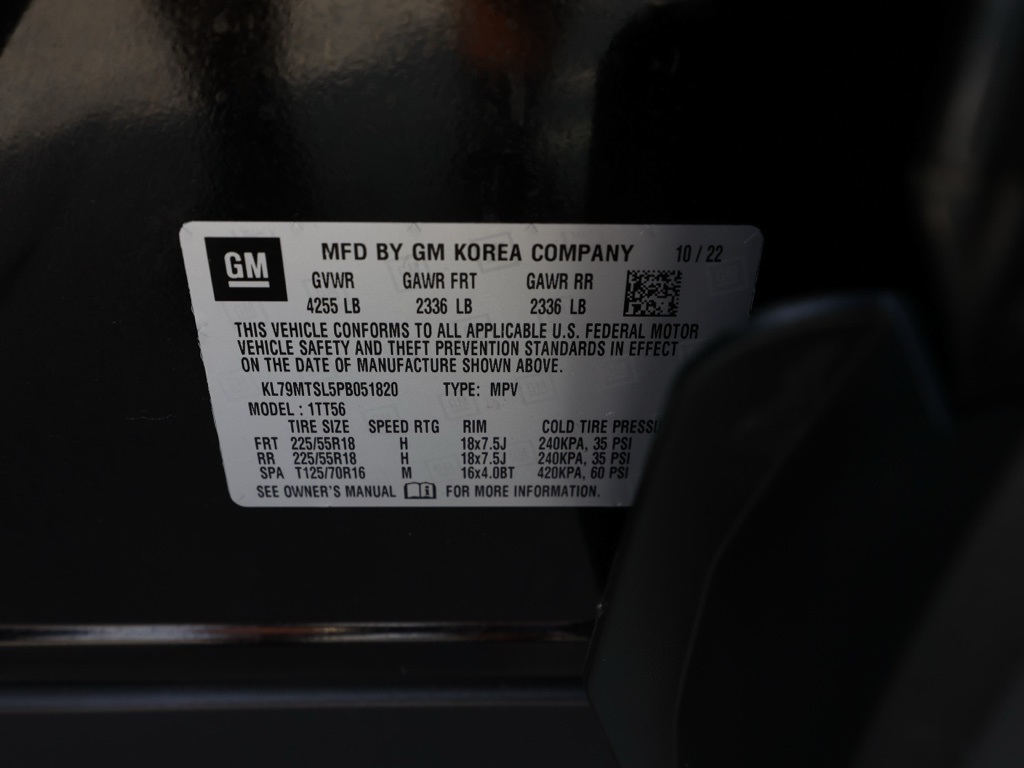 GM
MFD BY GM KOREA COMPANY 10 / 22
GVWR GAWR FRT GAWR RR
4255 LB 2336 LB 2336 LB
THIS VEHICLE CONFORMS TO ALL APPLICABLE U.S. FEDERAL MOTOR
VEHICLE SAFETY AND THEFT PREVENTION STANDARDS IN EFFECT
ON THE DATE OF MANUFACTURE SHOWN ABOVE.
KL79MTSL5PB051820 TYPE: MPV
MODEL : 1TT56
TIRE SIZE SPEED RTG RIM COLD TIRE PRESSU
FRT 225/55R18 H 18x7.5J 240KPA, 35 PSI
RR 225/55R18 H 18x7.5J 240KPA, 35 PSI
SPA T125/70R16 M 16x4.0BT 420KPA, 60 PSI
SEE OWNER'S MANUAL FOR MORE INFORMATION.